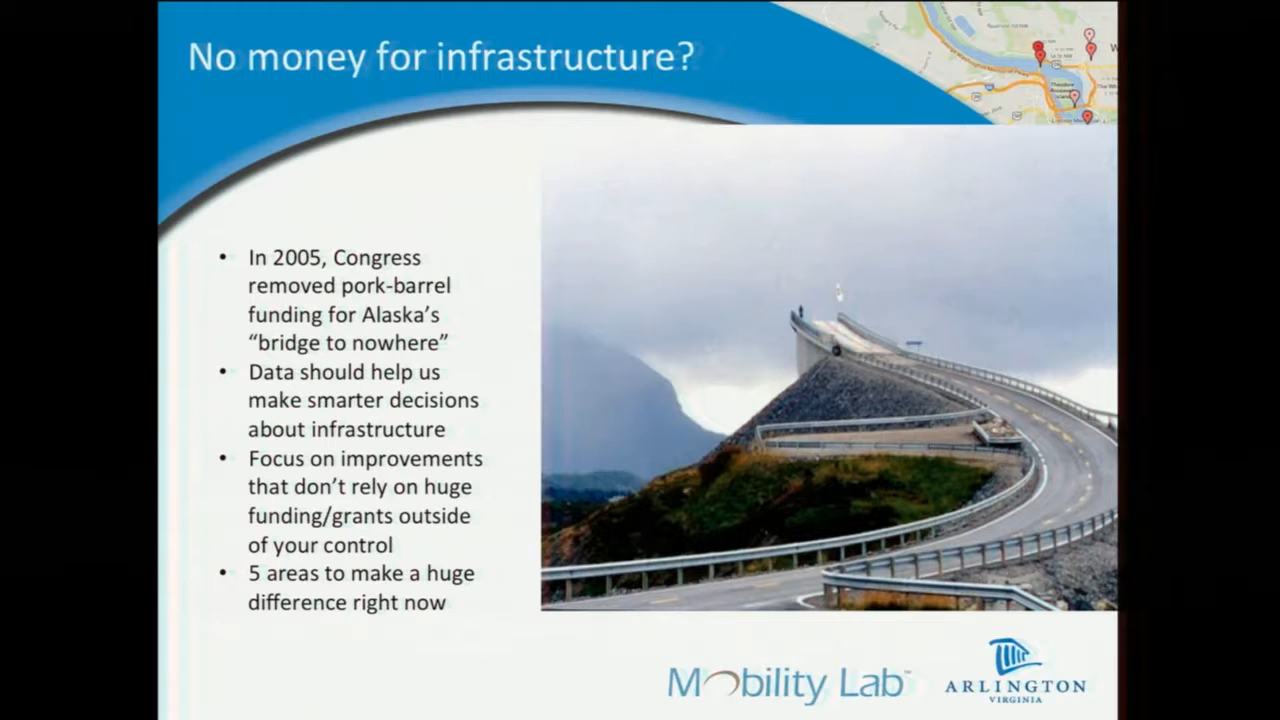 No money for infrastructure?
• In 2005, Congress
removed pork-barrel
funding for Alaska's
“bridge to nowhere”
• Data should help us
make smarter decisions
about infrastructure
• Focus on improvements
that don't rely on huge
funding/grants outside
of your control
• 5 areas to make a huge
difference right now
Mobility Lab™
ARLINGTON
VIRGINIA